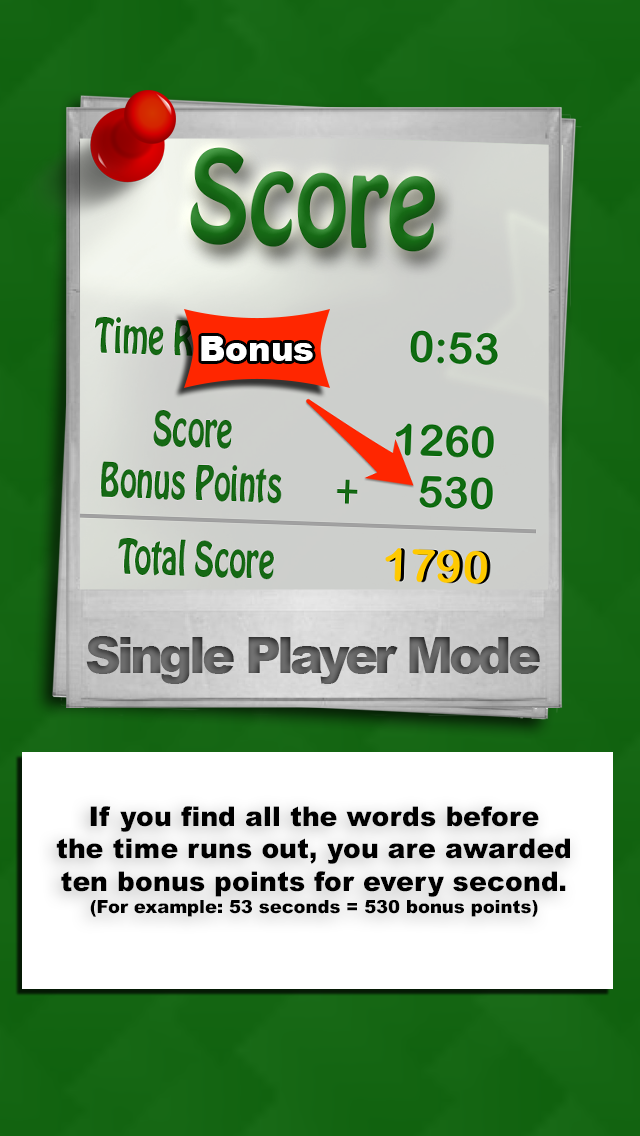 Score
Time
Bonus
0:53
Score 1260
Bonus Points + 530
Total Score 1790
Single Player Mode
If you find all the words before
the time runs out, you are awarded
ten bonus points for every second.
(For example: 53 seconds = 530 bonus points)